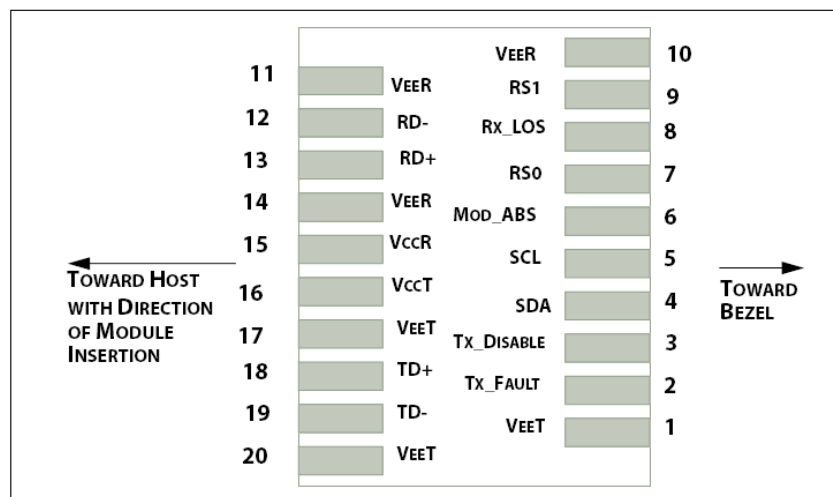 VEER 10
11 VEER RS1 9
12 RD- RX_LOS 8
13 RD+ RS0 7
14 VEER MOD_ABS 6
15 VCCR SCL 5
TOWARD HOST
WITH DIRECTION
OF MODULE
INSERTION
16 VCCT SDA 4
TOWARD
BEZEL
17 VEET TX_DISABLE 3
18 TD+ TX_FAULT 2
19 TD- VEET 1
20 VEET